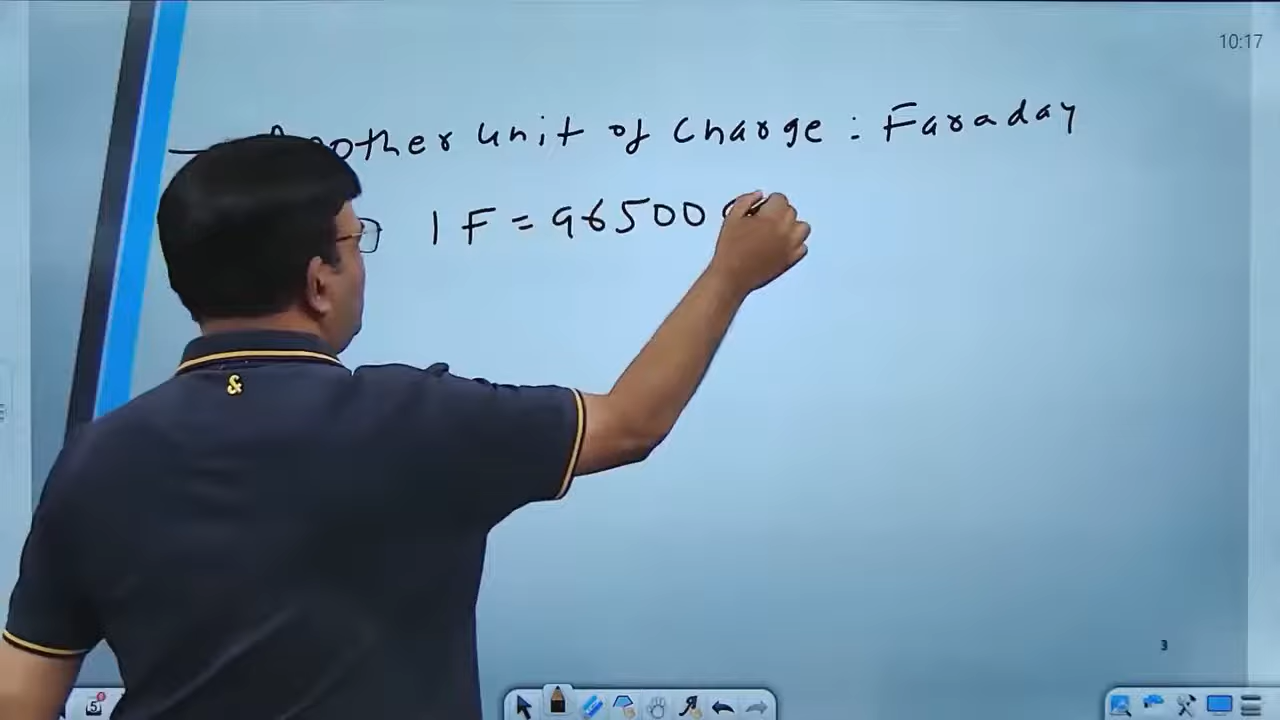 10:17
other unit of charge : Faraday
1 F = 96500
3